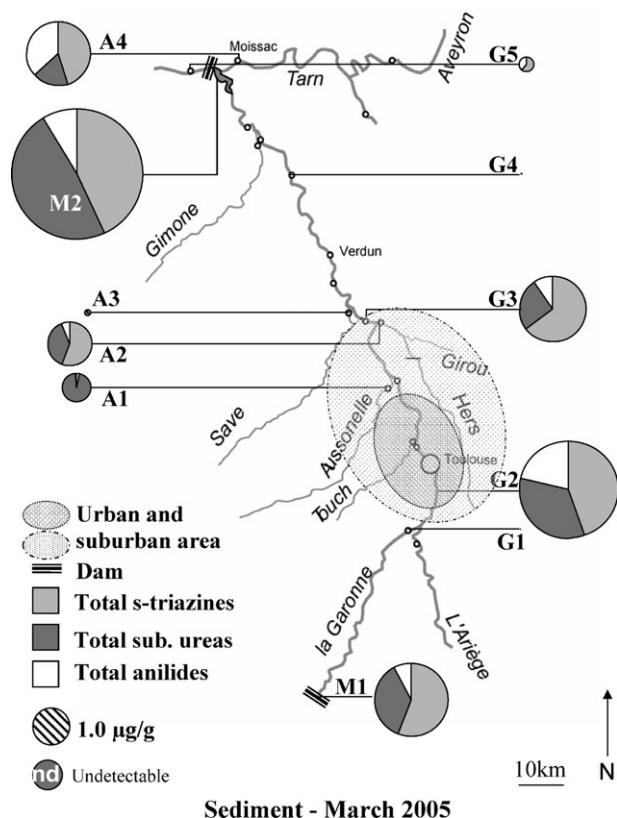 A4
Moissac
Aveyron
G5
Tarn
M2
G4
Gimone
Verdun
A3
G3
A2
Girou
A1
Hers
Save
Aussonelle
Toulouse
G2
Touch
Urban and
suburban area
G1
Dam
Total s-triazines
la Garonne
L'Ariège
Total sub. ureas
Total anilides
M1
1.0 µg/g
nd Undetectable
10km
N
Sediment - March 2005